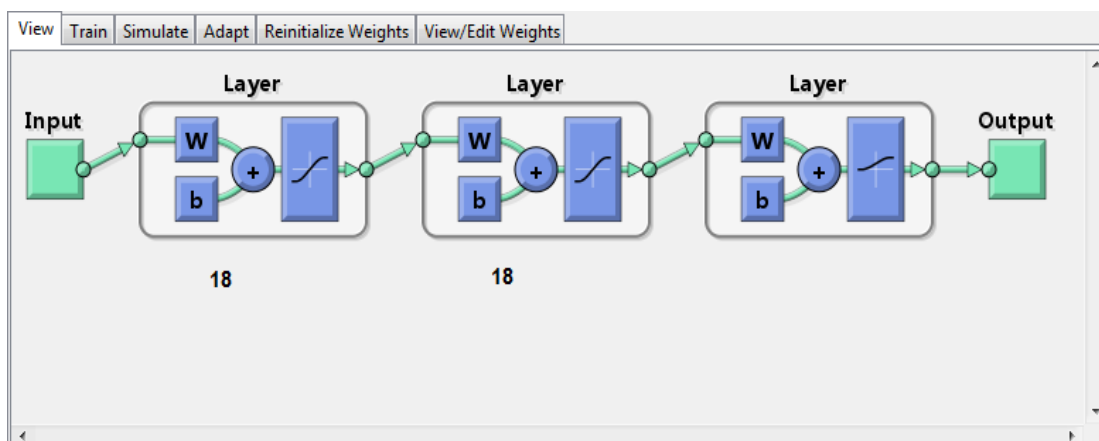 View Train Simulate Adapt Reinitialize Weights View/Edit Weights
Layer Layer Layer
Input Output
W W W
+ + +
b b b
18 18